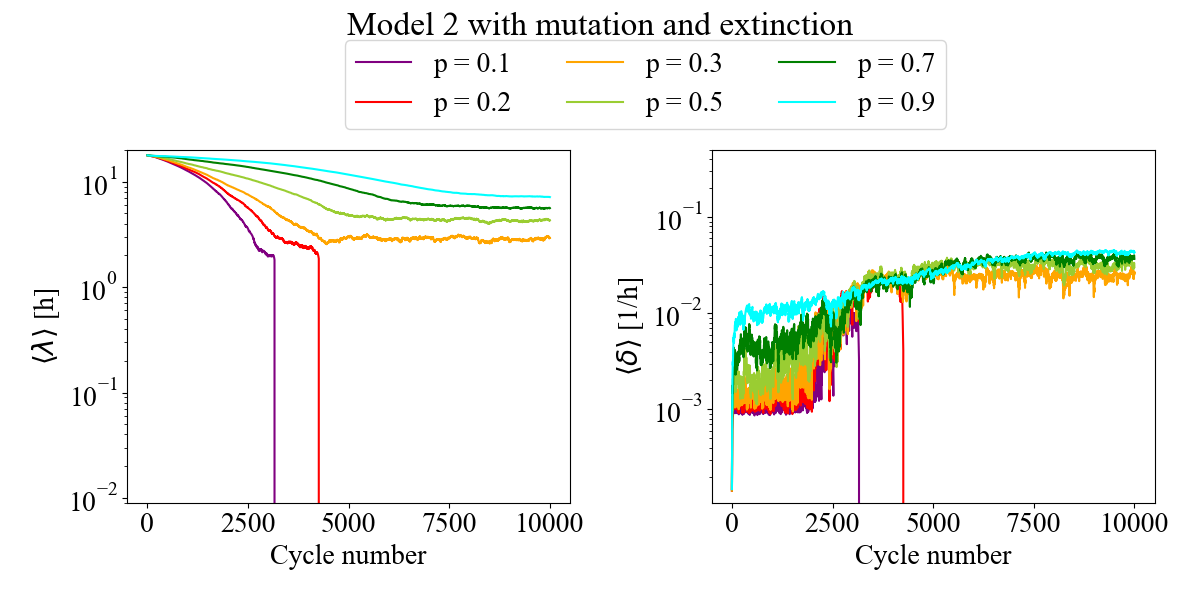 Model 2 with mutation and extinction
p = 0.1 p = 0.3 p = 0.7
p = 0.2 p = 0.5 p = 0.9
⟨λ⟩ [h]
10¹
10⁰
10⁻¹
10⁻²
0 2500 5000 7500 10000
Cycle number
⟨δ⟩ [1/h]
10⁻¹
10⁻²
10⁻³
0 2500 5000 7500 10000
Cycle number